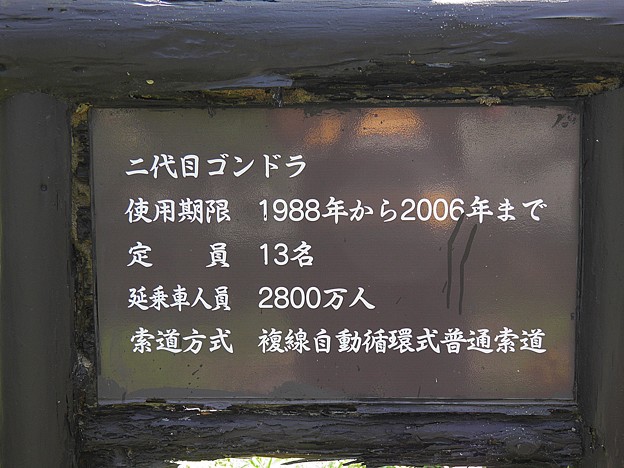 二代目ゴンドラ
使用期限 1988年から2006年まで
定員 13名
延乗車人員 2800万人
索道方式 複線自動循環式普通索道